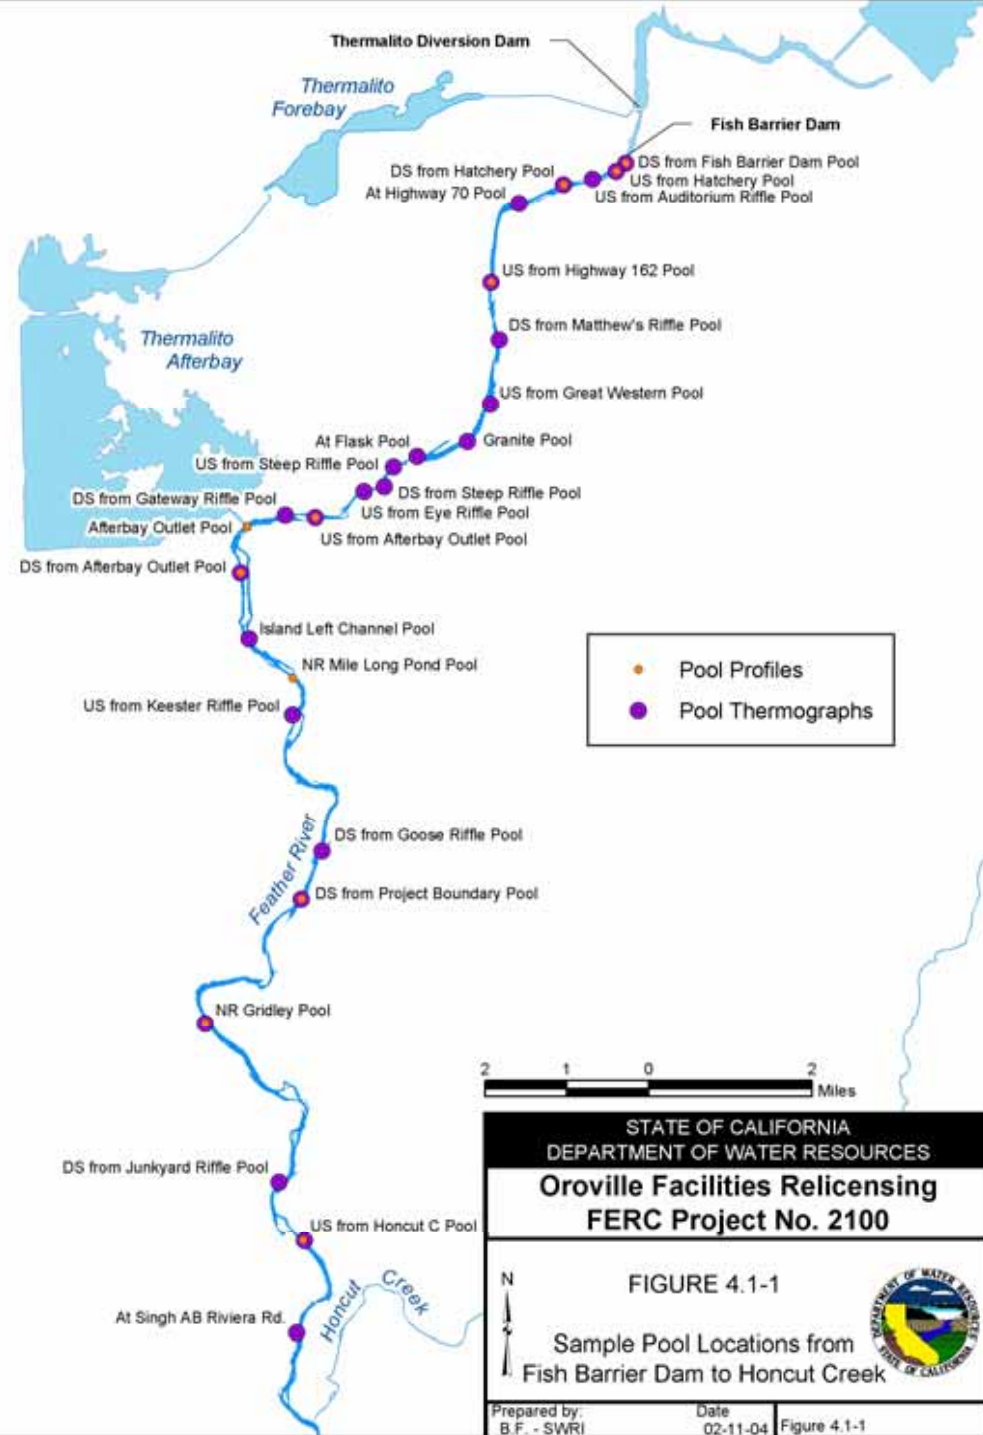 Thermalito Diversion Dam
Thermalito
Forebay
Fish Barrier Dam
DS from Fish Barrier Dam Pool
DS from Hatchery Pool
US from Hatchery Pool
At Highway 70 Pool
US from Auditorium Riffle Pool
US from Highway 162 Pool
DS from Matthew's Riffle Pool
Thermalito
Afterbay
US from Great Western Pool
At Flask Pool
Granite Pool
US from Steep Riffle Pool
DS from Steep Riffle Pool
DS from Gateway Riffle Pool
US from Eye Riffle Pool
Afterbay Outlet Pool
US from Afterbay Outlet Pool
DS from Afterbay Outlet Pool
Island Left Channel Pool
NR Mile Long Pond Pool
US from Keester Riffle Pool
Pool Profiles
Pool Thermographs
Feather River
DS from Goose Riffle Pool
DS from Project Boundary Pool
NR Gridley Pool
2 1 0 2
Miles
DS from Junkyard Riffle Pool
US from Honcut C Pool
At Singh AB Riviera Rd.
Honcut Creek
STATE OF CALIFORNIA
DEPARTMENT OF WATER RESOURCES
Oroville Facilities Relicensing
FERC Project No. 2100
N
FIGURE 4.1-1
Sample Pool Locations from
Fish Barrier Dam to Honcut Creek
DEPARTMENT OF WATER RESOURCES
STATE OF CALIFORNIA
Prepared by:
B.F. - SWRI
Date
02-11-04
Figure 4.1-1